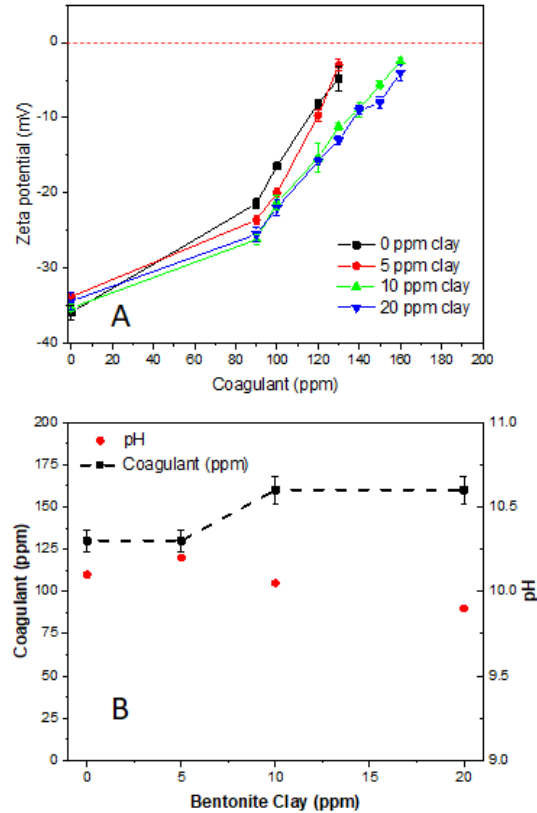 A
Zeta potential (mV)
0
-10
-20
-30
-40
0 20 40 60 80 100 120 140 160 180 200
Coagulant (ppm)
0 ppm clay
5 ppm clay
10 ppm clay
20 ppm clay
B
Coagulant (ppm)
200
175
150
125
100
75
50
25
0
pH
Coagulant (ppm)
11.0
10.5
10.0
9.5
9.0
pH
0 5 10 15 20
Bentonite Clay (ppm)